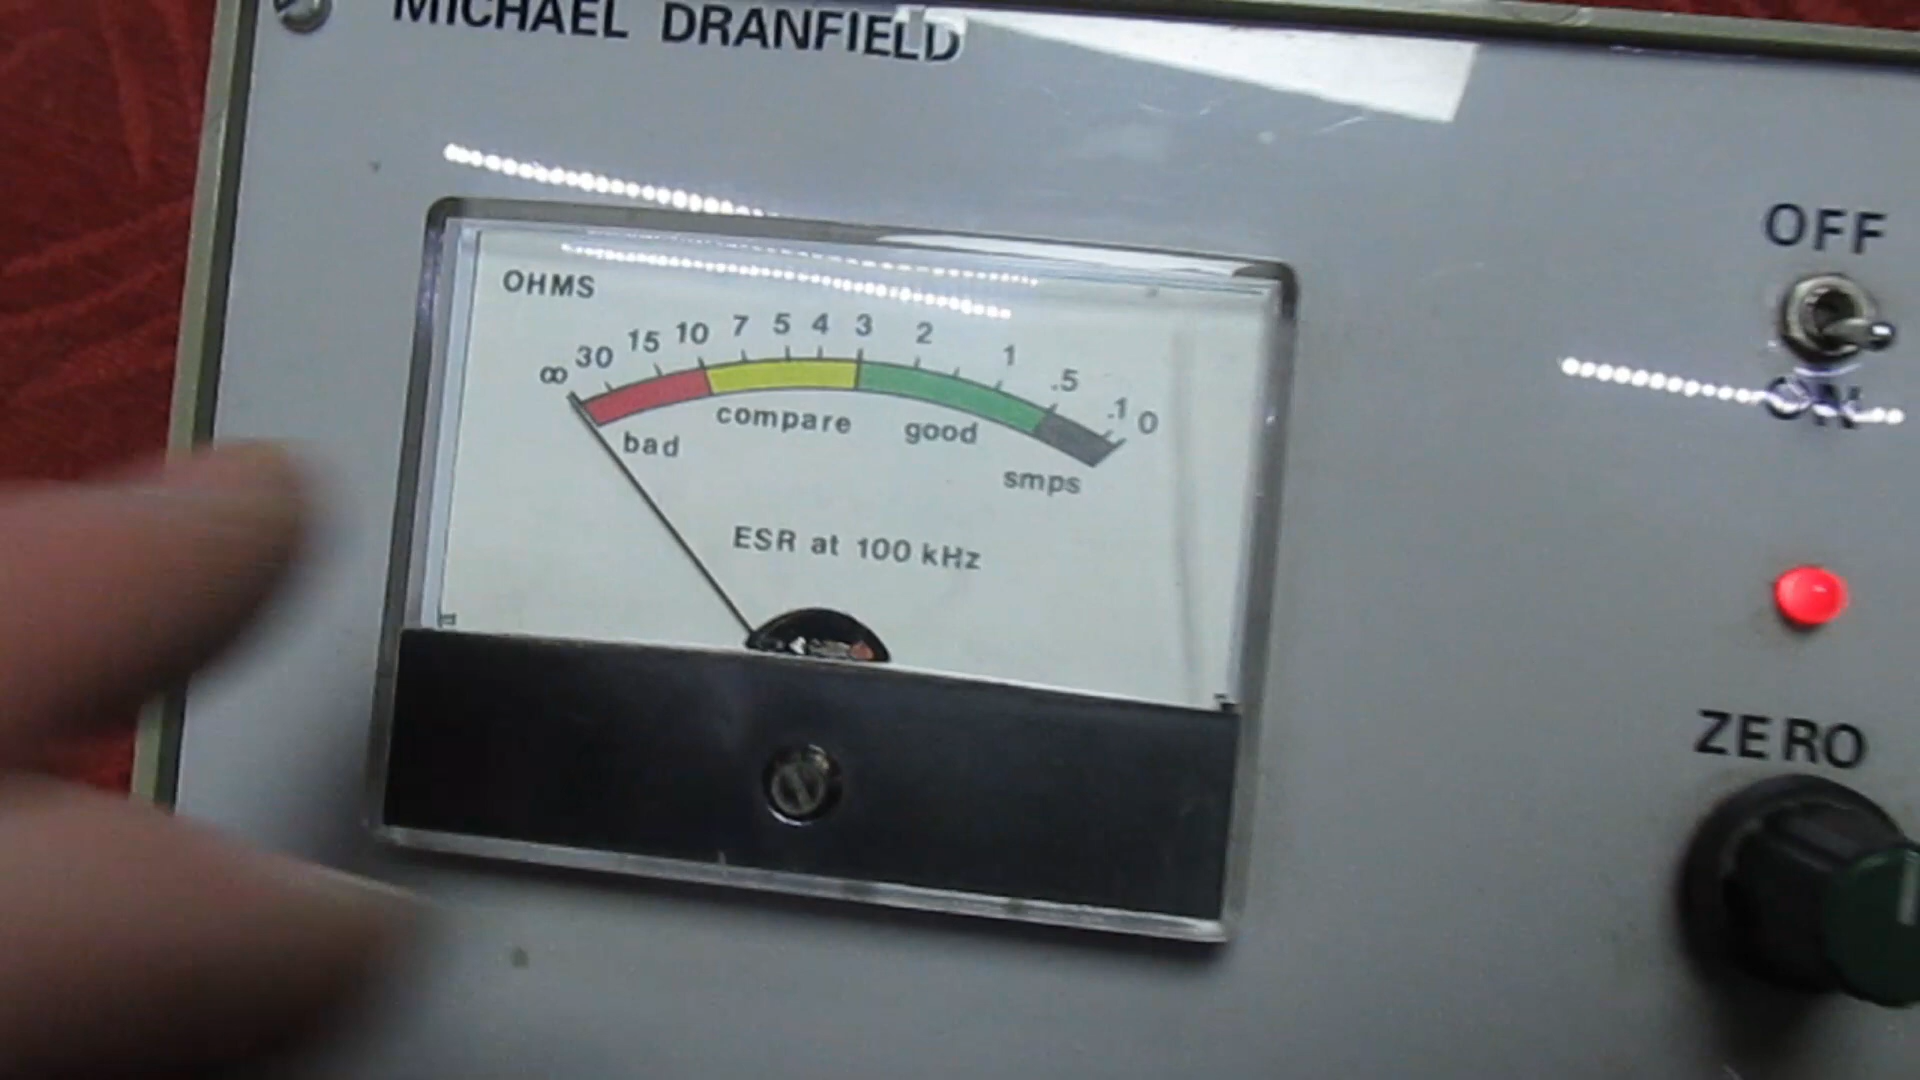 MICHAEL DRANFIELD
OFF
ON
OHMS
∞ 30 15 10 7 5 4 3 2 1 .5 .1 0
bad compare good smps
ESR at 100 kHz
ZERO